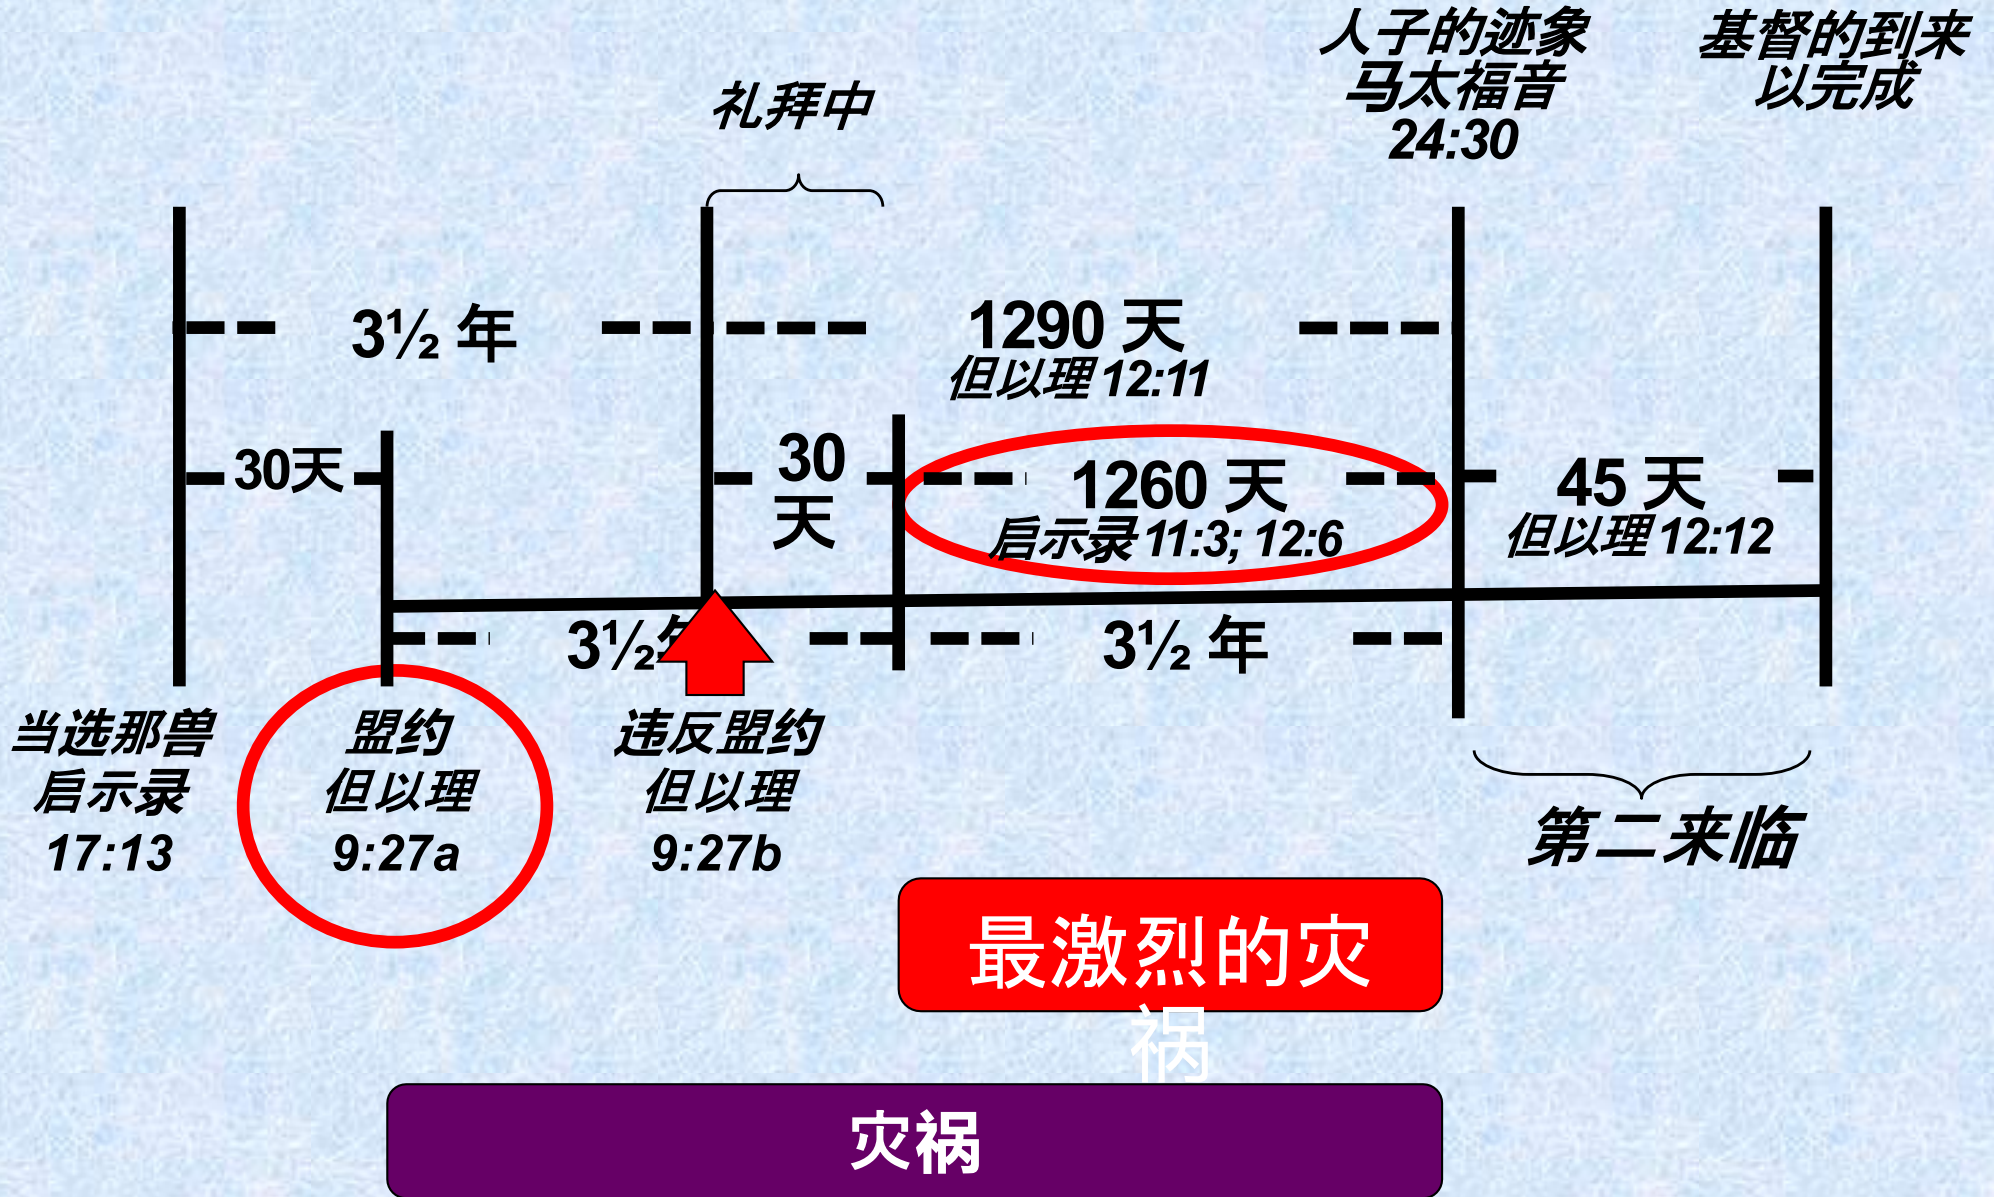 人子的迹象
马太福音
24:30
基督的到来
以完成
礼拜中
3½ 年
1290 天
但以理 12:11
30天
30
天
1260 天
启示录 11:3; 12:6
45 天
但以理 12:12
3½年
3½ 年
当选那兽
启示录
17:13
盟约
但以理
9:27a
违反盟约
但以理
9:27b
第二来临
最激烈的灾
祸
灾祸